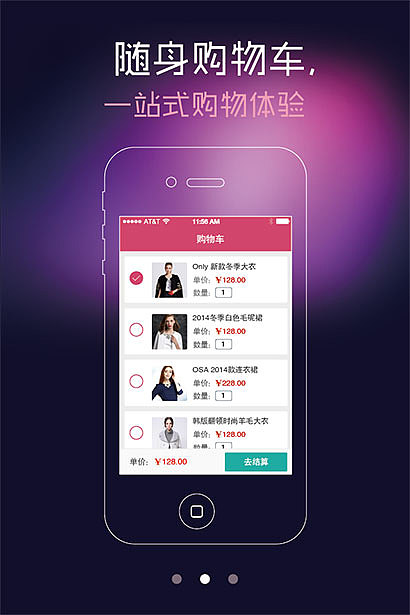 随身购物车,
一站式购物体验
AT&T 11:56 AM
购物车
Only 新款冬季大衣
单价: ¥128.00
数量: 1
2014冬季白色毛呢裙
单价: ¥128.00
数量: 1
OSA 2014款连衣裙
单价: ¥228.00
数量: 1
韩版翻领时尚羊毛大衣
单价: ¥128.00
数量: 1
单价: ¥128.00 去结算